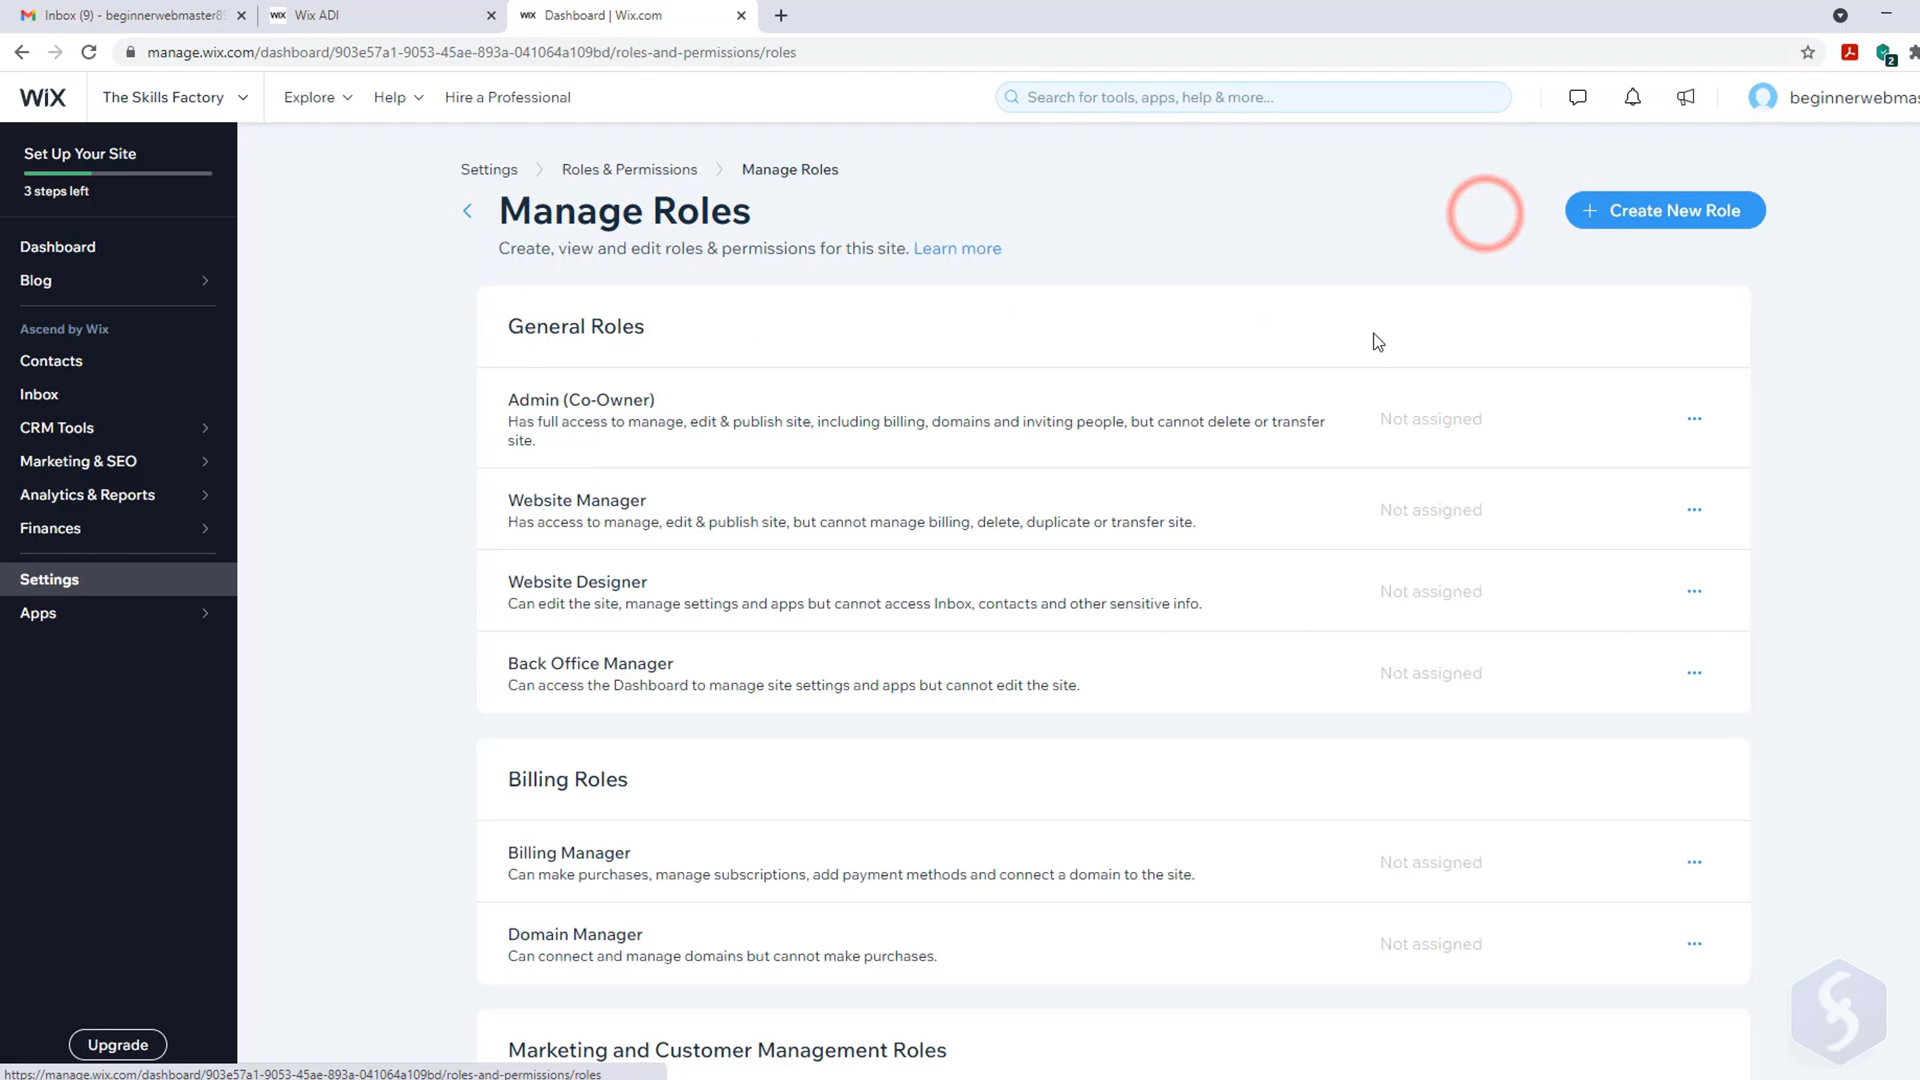 Inbox (9) - beginnerwebmaster8
WIX Wix ADI
WIX Dashboard | Wix.com
manage.wix.com/dashboard/903e57a1-9053-45ae-893a-041064a109bd/roles-and-permissions/roles
2
WIX
The Skills Factory
Explore
Help
Hire a Professional
Search for tools, apps, help & more...
beginnerwebmas
Set Up Your Site
3 steps left
Dashboard
Blog
Ascend by Wix
Contacts
Inbox
CRM Tools
Marketing & SEO
Analytics & Reports
Finances
Settings
Apps
Upgrade
Settings
Roles & Permissions
Manage Roles
Manage Roles
Create, view and edit roles & permissions for this site. Learn more
+ Create New Role
General Roles
Admin (Co-Owner)
Has full access to manage, edit & publish site, including billing, domains and inviting people, but cannot delete or transfer
site.
Not assigned
Website Manager
Has access to manage, edit & publish site, but cannot manage billing, delete, duplicate or transfer site.
Not assigned
Website Designer
Can edit the site, manage settings and apps but cannot access Inbox, contacts and other sensitive info.
Not assigned
Back Office Manager
Can access the Dashboard to manage site settings and apps but cannot edit the site.
Not assigned
Billing Roles
Billing Manager
Can make purchases, manage subscriptions, add payment methods and connect a domain to the site.
Not assigned
Domain Manager
Can connect and manage domains but cannot make purchases.
Not assigned
Marketing and Customer Management Roles
https://manage.wix.com/dashboard/903e57a1-9053-45ae-893a-041064a109bd/roles-and-permissions/roles